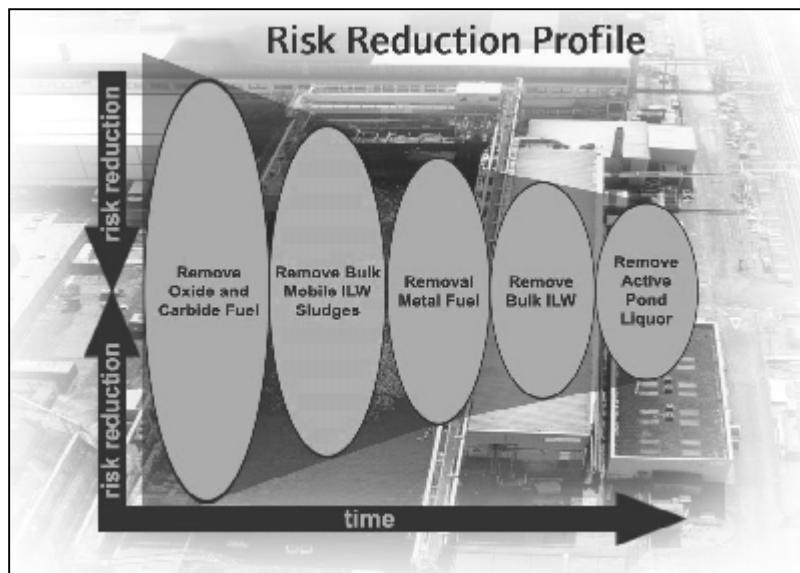 Risk Reduction Profile
risk reduction
risk reduction
Remove
Oxide and
Carbide Fuel
Remove Bulk
Mobile ILW
Sludges
Removal
Metal Fuel
Remove
Bulk ILW
Remove
Active
Pond
Liquor
time